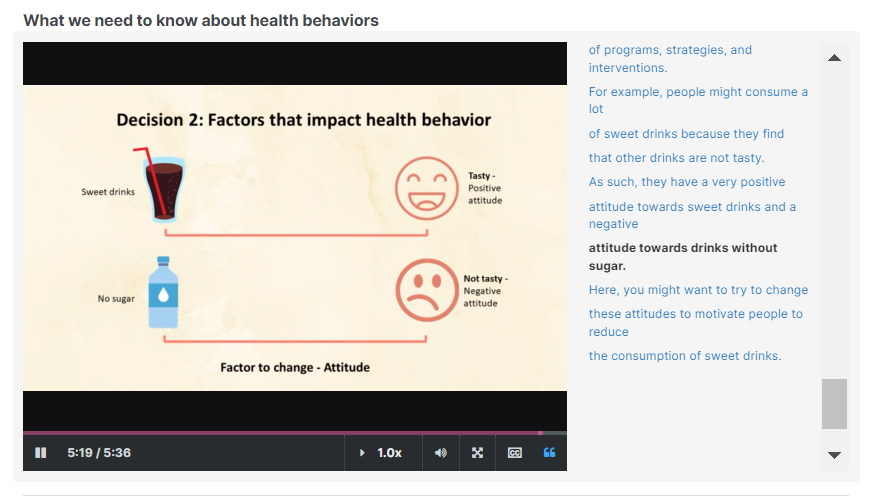 What we need to know about health behaviors
Decision 2: Factors that impact health behavior
Sweet drinks
Tasty -
Positive
attitude
No sugar
Not tasty -
Negative
attitude
Factor to change - Attitude
5:19 / 5:36
1.0x
CC
of programs, strategies, and
interventions.
For example, people might consume a
lot
of sweet drinks because they find
that other drinks are not tasty.
As such, they have a very positive
attitude towards sweet drinks and a
negative
attitude towards drinks without
sugar.
Here, you might want to try to change
these attitudes to motivate people to
reduce
the consumption of sweet drinks.